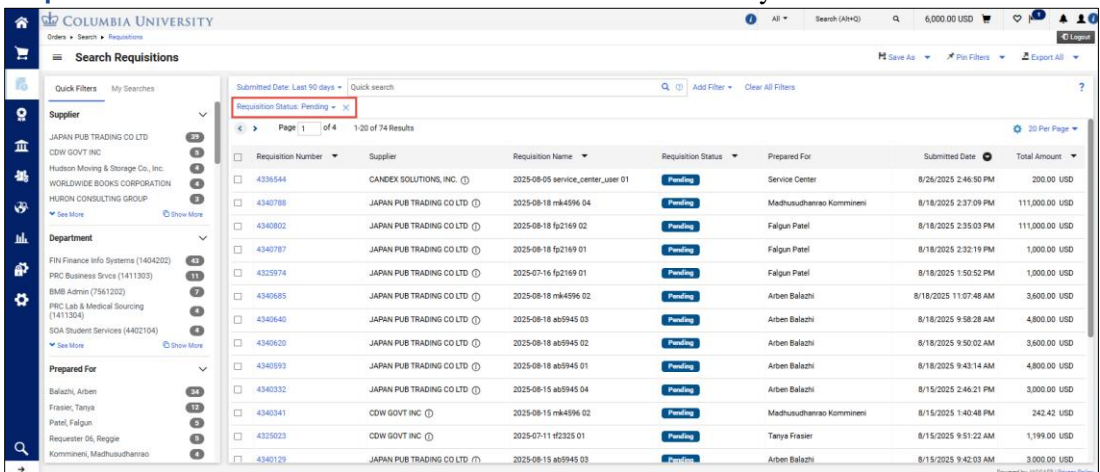 COLUMBIA UNIVERSITY
All
Search (Alt+Q)
6,000.00 USD
Orders Search Requisitions
Logout
Search Requisitions
Save As Pin Filters Export All
Quick Filters My Searches
Submitted Date: Last 90 days Quick search Add Filter Clear All Filters ?
Requisition Status: Pending
Supplier
JAPAN PUB TRADING CO LTD 39
CDW GOVT INC 5
Hudson Moving & Storage Co., Inc. 4
WORLDWIDE BOOKS CORPORATION 4
HURON CONSULTING GROUP 3
See More Show More
Department
FIN Finance Info Systems (1404202) 43
PRC Business Srvcs (1411303) 11
BMB Admin (7561202) 7
PRC Lab & Medical Sourcing
(1411304) 4
SOA Student Services (4402104) 4
See More Show More
Prepared For
Balazhi, Arben 34
Frasier, Tanya 12
Patel, Falgun 5
Requester 06, Reggie 5
Kommineni, Madhusudhanrao 4
Page 1 of 4 1-20 of 74 Results 20 Per Page
Requisition Number Supplier Requisition Name Requisition Status Prepared For Submitted Date Total Amount
4336544 CANDEX SOLUTIONS, INC. 2025-08-05 service_center_user 01 Pending Service Center 8/26/2025 2:46:50 PM 200.00 USD
4340788 JAPAN PUB TRADING CO LTD 2025-08-18 mk4596 04 Pending Madhusudhanrao Kommineni 8/18/2025 2:37:09 PM 111,000.00 USD
4340802 JAPAN PUB TRADING CO LTD 2025-08-18 fp2169 02 Pending Falgun Patel 8/18/2025 2:35:03 PM 111,000.00 USD
4340787 JAPAN PUB TRADING CO LTD 2025-08-18 fp2169 01 Pending Falgun Patel 8/18/2025 2:32:19 PM 1,000.00 USD
4325974 JAPAN PUB TRADING CO LTD 2025-07-16 fp2169 01 Pending Falgun Patel 8/18/2025 1:50:52 PM 1,000.00 USD
4340685 JAPAN PUB TRADING CO LTD 2025-08-18 mk4596 02 Pending Arben Balazhi 8/18/2025 11:07:48 AM 3,600.00 USD
4340640 JAPAN PUB TRADING CO LTD 2025-08-18 ab5945 03 Pending Arben Balazhi 8/18/2025 9:58:28 AM 4,800.00 USD
4340620 JAPAN PUB TRADING CO LTD 2025-08-18 ab5945 02 Pending Arben Balazhi 8/18/2025 9:50:02 AM 3,600.00 USD
4340593 JAPAN PUB TRADING CO LTD 2025-08-18 ab5945 01 Pending Arben Balazhi 8/18/2025 9:43:14 AM 4,800.00 USD
4340332 JAPAN PUB TRADING CO LTD 2025-08-15 ab5945 04 Pending Arben Balazhi 8/15/2025 2:46:21 PM 3,000.00 USD
4340341 CDW GOVT INC 2025-08-15 mk4596 02 Pending Madhusudhanrao Kommineni 8/15/2025 1:40:48 PM 242.42 USD
4325023 CDW GOVT INC 2025-07-11 tf2325 01 Pending Tanya Frasier 8/15/2025 9:51:22 AM 1,199.00 USD
4340129 JAPAN PUB TRADING CO LTD 2025-08-15 ab5945 03 Pending Arben Balazhi 8/15/2025 9:42:03 AM 3,000.00 USD